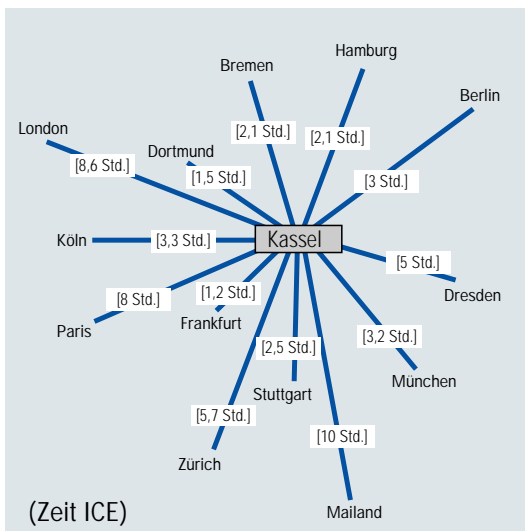 Hamburg
Bremen
Berlin
London
[2,1 Std.]
[2,1 Std.]
Dortmund
[8,6 Std.]
[1,5 Std.]
[3 Std.]
Köln
[3,3 Std.]
Kassel
[5 Std.]
Dresden
[8 Std.]
[1,2 Std.]
Paris
Frankfurt
[3,2 Std.]
[2,5 Std.]
München
Stuttgart
[5,7 Std.]
[10 Std.]
Zürich
(Zeit ICE)
Mailand